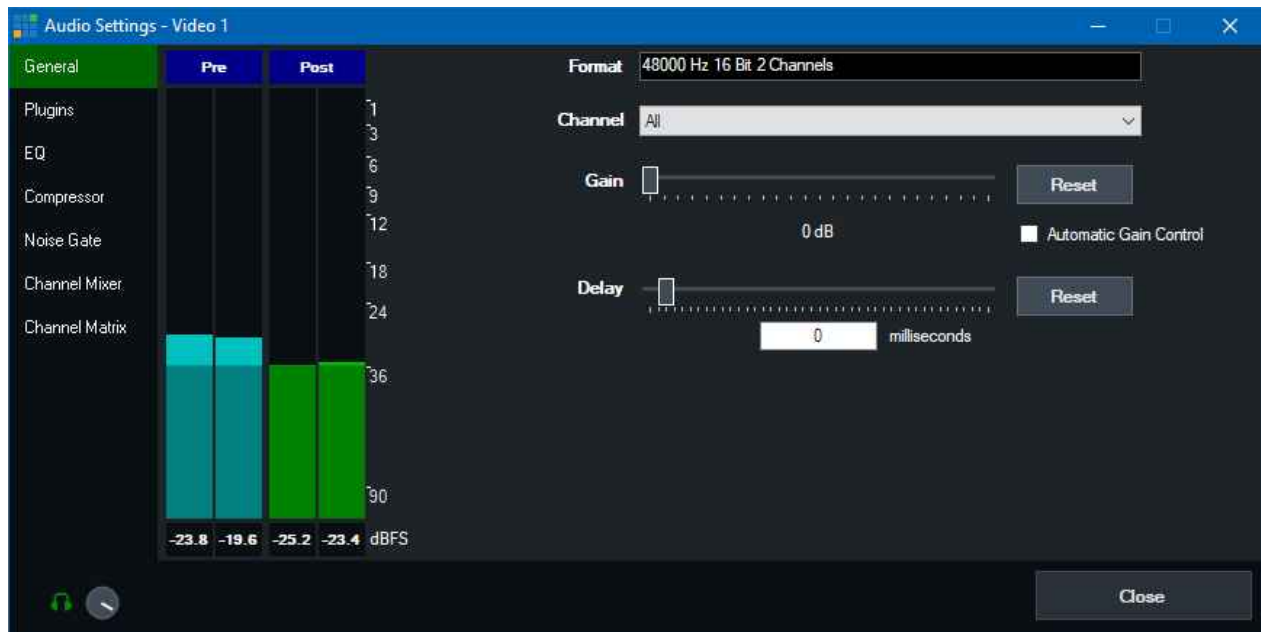 Audio Settings - Video 1
General
Plugins
EQ
Compressor
Noise Gate
Channel Mixer
Channel Matrix
Pre Post
1
3
6
9
12
18
24
36
90
-23.8 -19.6 -25.2 -23.4 dBFS
Format 48000 Hz 16 Bit 2 Channels
Channel All
Gain Reset
0 dB Automatic Gain Control
Delay Reset
0 milliseconds
Close